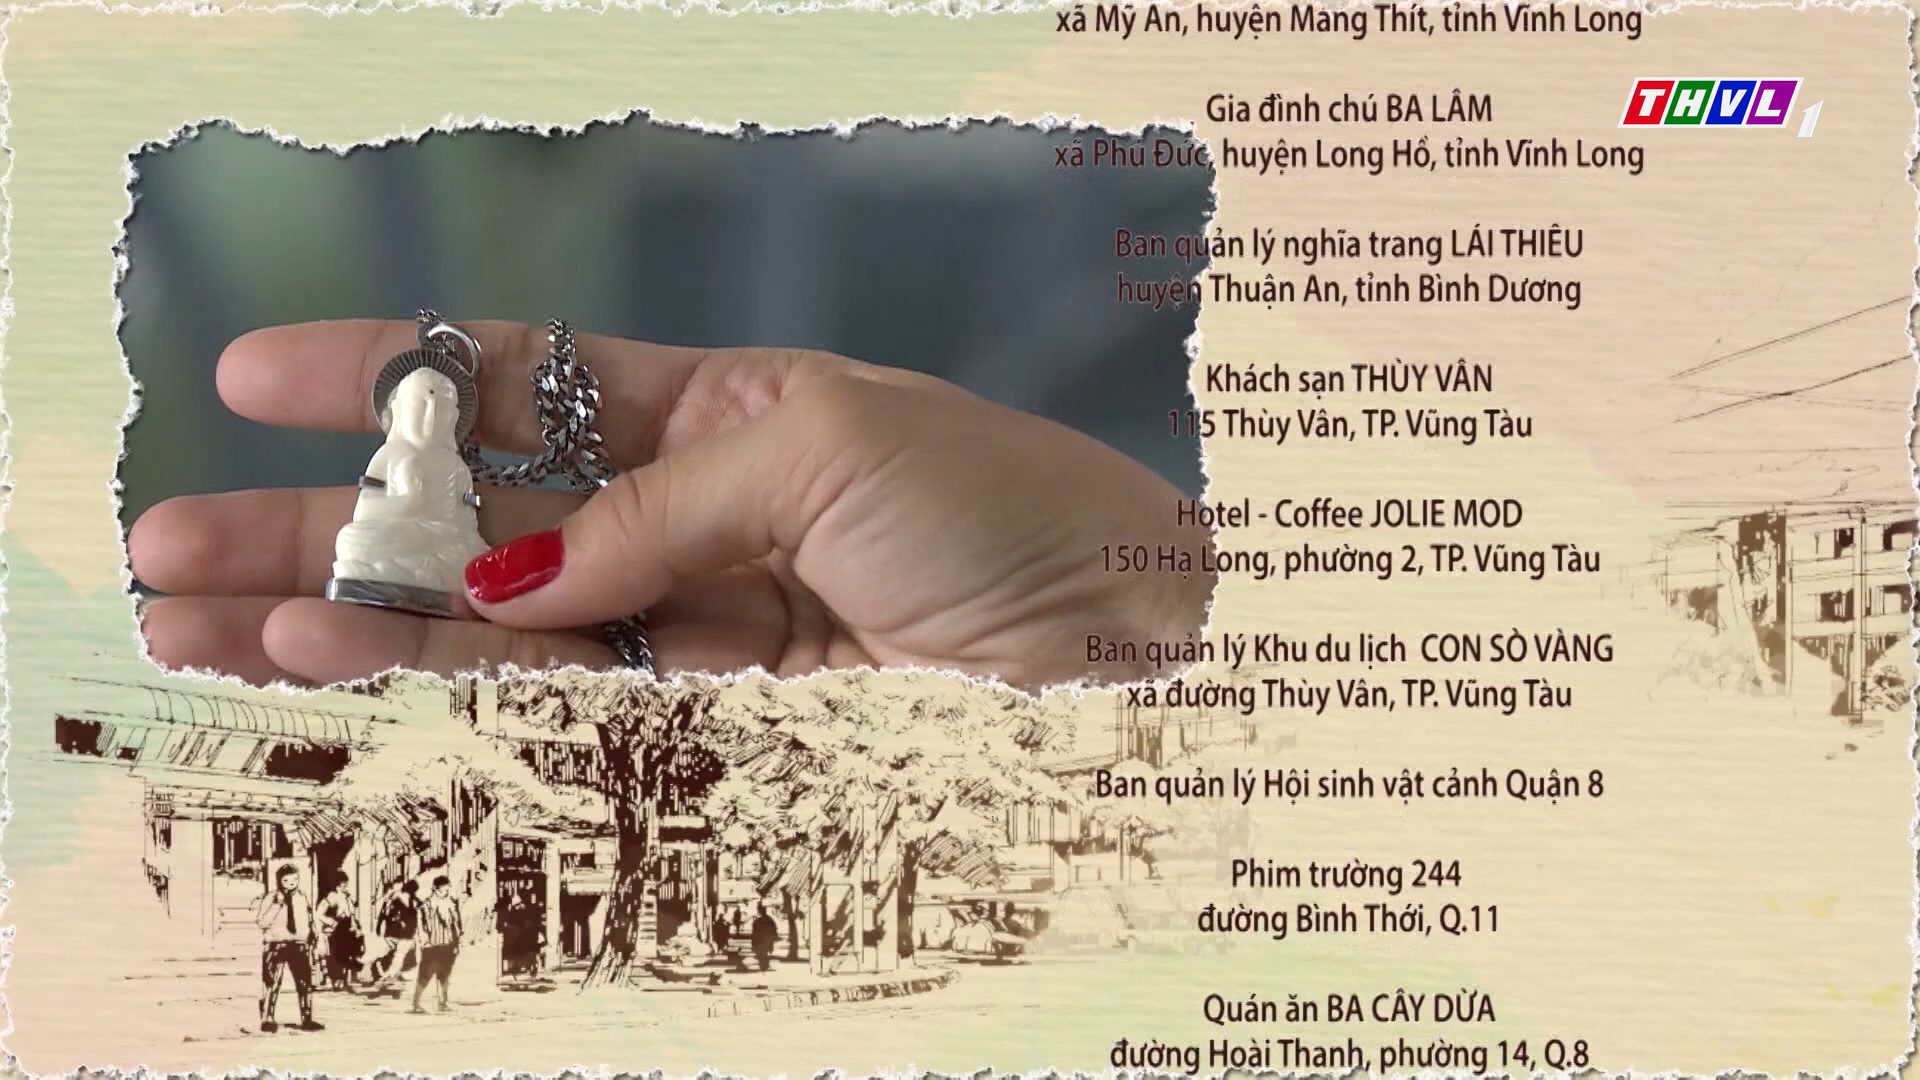 xã Mỹ An, huyện Mang Thít, tỉnh Vĩnh Long
THVL 1
Gia đình chú BA LÂM
xã Phú Đức, huyện Long Hồ, tỉnh Vĩnh Long
Ban quản lý nghĩa trang LÁI THIÊU
huyện Thuận An, tỉnh Bình Dương
Khách sạn THÙY VÂN
115 Thùy Vân, TP. Vũng Tàu
Hotel - Coffee JOLIE MOD
150 Hạ Long, phường 2, TP. Vũng Tàu
Ban quản lý Khu du lịch CON SÒ VÀNG
xã đường Thùy Vân, TP. Vũng Tàu
Ban quản lý Hội sinh vật cảnh Quận 8
Phim trường 244
đường Bình Thới, Q.11
Quán ăn BA CÂY DỪA
đường Hoài Thanh, phường 14, Q.8